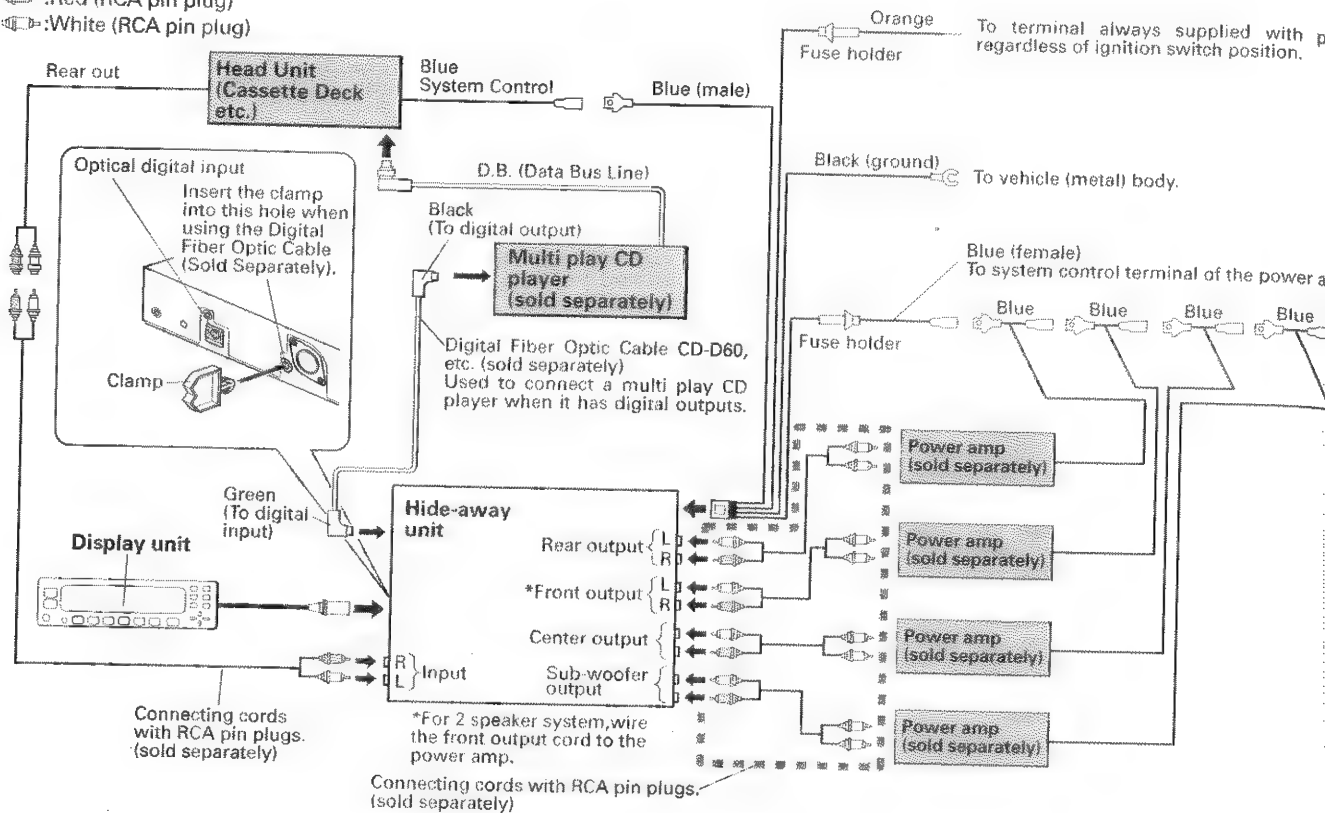 :Red (RCA pin plug)
:White (RCA pin plug)
Rear out
Head Unit
(Cassette Deck
etc.)
Blue
System Control
Blue (male)
Orange
Fuse holder
To terminal always supplied with p
regardless of ignition switch position.
Optical digital input
Insert the clamp
into this hole when
using the Digital
Fiber Optic Cable
(Sold Separately).
Clamp
D.B. (Data Bus Line)
Black
(To digital output)
Multi play CD
player
(sold separately)
Digital Fiber Optic Cable CD-D60,
etc. (sold separately)
Used to connect a multi play CD
player when it has digital outputs.
Black (ground)
To vehicle (metal) body.
Blue (female)
To system control terminal of the power a
Fuse holder
Blue
Blue
Blue
Blue
Green
(To digital
input)
Display unit
Hide-away
unit
Rear output
L
R
*Front output
L
R
Center output
Sub-woofer
output
R
L
Input
Power amp
(sold separately)
Power amp
(sold separately)
Power amp
(sold separately)
Power amp
(sold separately)
Connecting cords
with RCA pin plugs.
(sold separately)
*For 2 speaker system,wire
the front output cord to the
power amp.
Connecting cords with RCA pin plugs.
(sold separately)